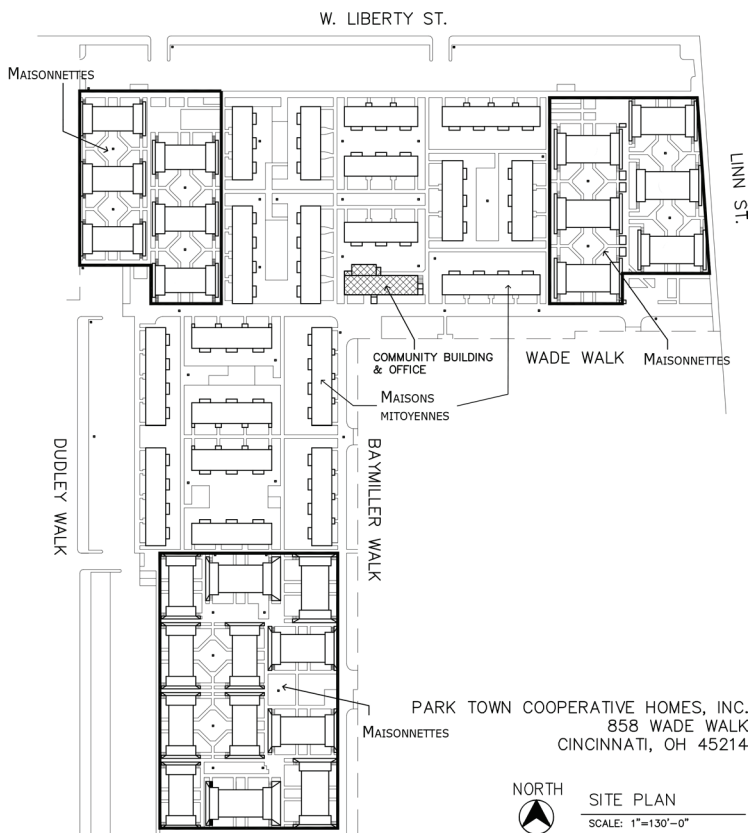 W. LIBERTY ST.
MAISONNETTES
LINN ST.
COMMUNITY BUILDING
& OFFICE
WADE WALK
MAISONNETTES
MAISONS
MITOYENNES
DUDLEY WALK
BAYMILLER WALK
MAISONNETTES
PARK TOWN COOPERATIVE HOMES, INC.
858 WADE WALK
CINCINNATI, OH 45214
NORTH
SITE PLAN
SCALE: 1"=130'-0"